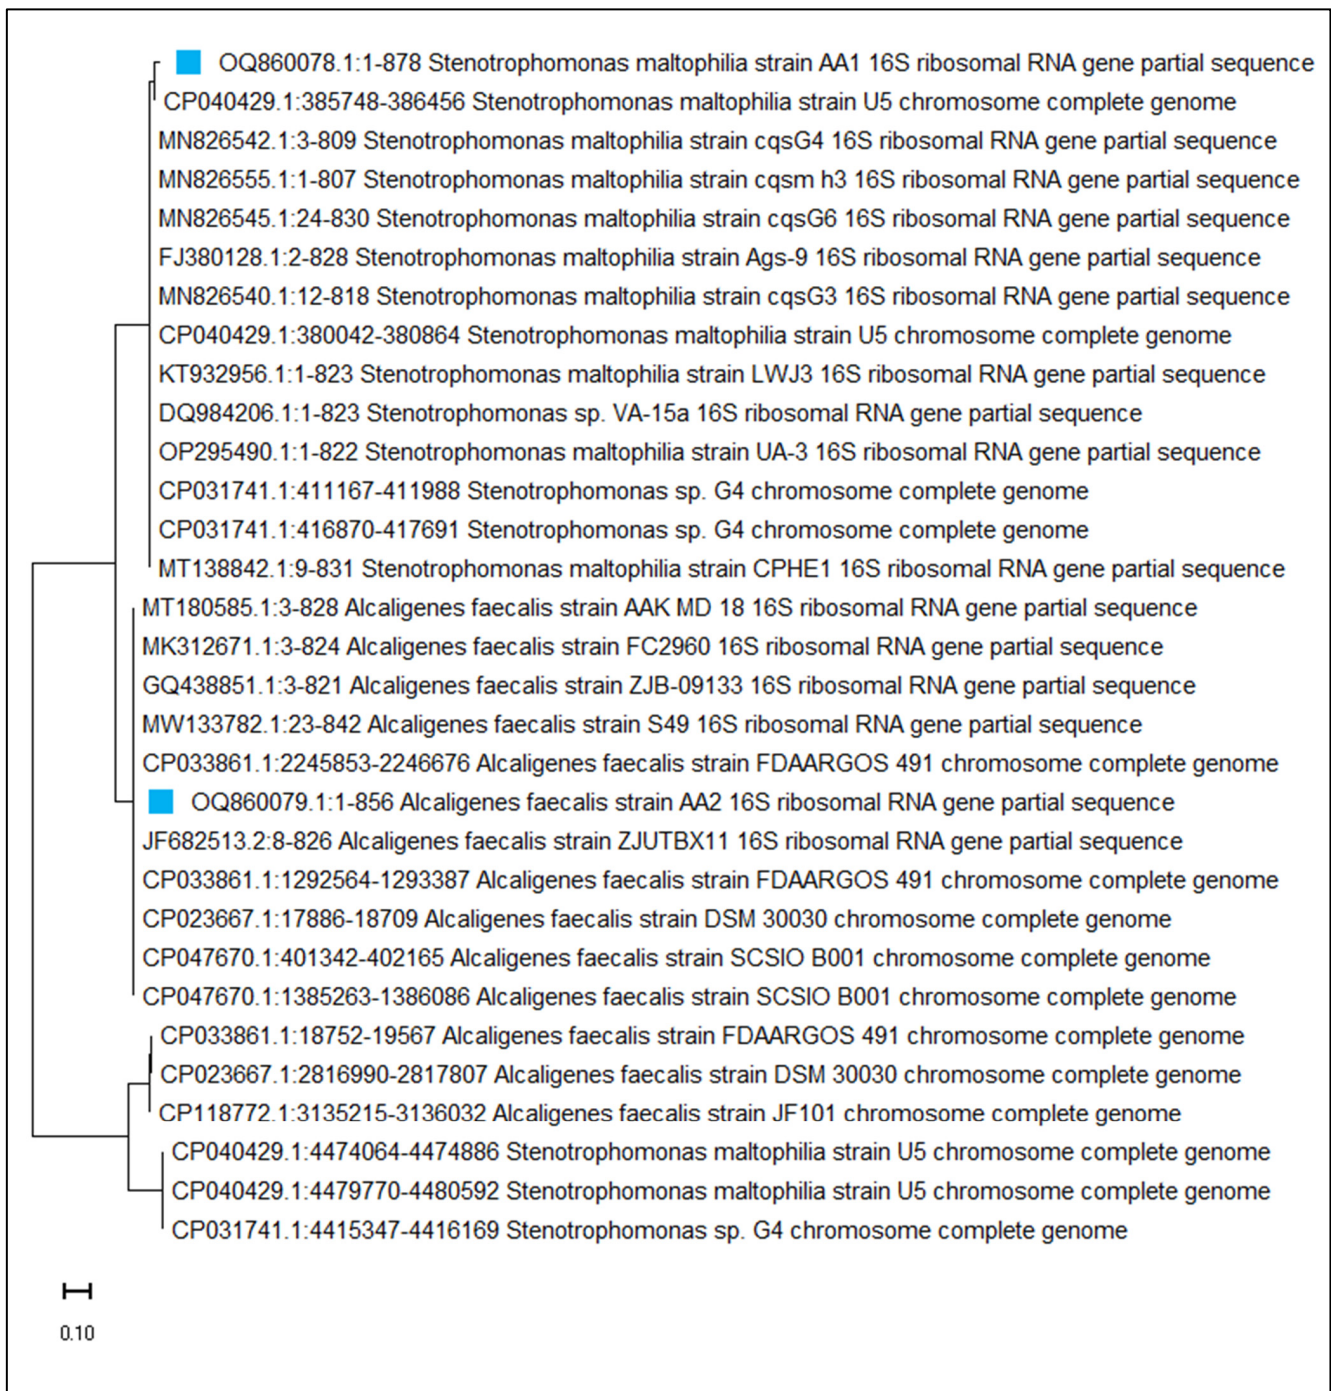 OQ860078.1:1-878 Stenotrophomonas maltophilia strain AA1 16S ribosomal RNA gene partial sequence
CP040429.1:385748-386456 Stenotrophomonas maltophilia strain U5 chromosome complete genome
MN826542.1:3-809 Stenotrophomonas maltophilia strain cqsG4 16S ribosomal RNA gene partial sequence
MN826555.1:1-807 Stenotrophomonas maltophilia strain cqsm h3 16S ribosomal RNA gene partial sequence
MN826545.1:24-830 Stenotrophomonas maltophilia strain cqsG6 16S ribosomal RNA gene partial sequence
FJ380128.1:2-828 Stenotrophomonas maltophilia strain Ags-9 16S ribosomal RNA gene partial sequence
MN826540.1:12-818 Stenotrophomonas maltophilia strain cqsG3 16S ribosomal RNA gene partial sequence
CP040429.1:380042-380864 Stenotrophomonas maltophilia strain U5 chromosome complete genome
KT932956.1:1-823 Stenotrophomonas maltophilia strain LWJ3 16S ribosomal RNA gene partial sequence
DQ984206.1:1-823 Stenotrophomonas sp. VA-15a 16S ribosomal RNA gene partial sequence
OP295490.1:1-822 Stenotrophomonas maltophilia strain UA-3 16S ribosomal RNA gene partial sequence
CP031741.1:411167-411988 Stenotrophomonas sp. G4 chromosome complete genome
CP031741.1:416870-417691 Stenotrophomonas sp. G4 chromosome complete genome
MT138842.1:9-831 Stenotrophomonas maltophilia strain CPHE1 16S ribosomal RNA gene partial sequence
MT180585.1:3-828 Alcaligenes faecalis strain AAK MD 18 16S ribosomal RNA gene partial sequence
MK312671.1:3-824 Alcaligenes faecalis strain FC2960 16S ribosomal RNA gene partial sequence
GQ438851.1:3-821 Alcaligenes faecalis strain ZJB-09133 16S ribosomal RNA gene partial sequence
MW133782.1:23-842 Alcaligenes faecalis strain S49 16S ribosomal RNA gene partial sequence
CP033861.1:2245853-2246676 Alcaligenes faecalis strain FDAARGOS 491 chromosome complete genome
OQ860079.1:1-856 Alcaligenes faecalis strain AA2 16S ribosomal RNA gene partial sequence
JF682513.2:8-826 Alcaligenes faecalis strain ZJUTBX11 16S ribosomal RNA gene partial sequence
CP033861.1:1292564-1293387 Alcaligenes faecalis strain FDAARGOS 491 chromosome complete genome
CP023667.1:17886-18709 Alcaligenes faecalis strain DSM 30030 chromosome complete genome
CP047670.1:401342-402165 Alcaligenes faecalis strain SCSIO B001 chromosome complete genome
CP047670.1:1385263-1386086 Alcaligenes faecalis strain SCSIO B001 chromosome complete genome
CP033861.1:18752-19567 Alcaligenes faecalis strain FDAARGOS 491 chromosome complete genome
CP023667.1:2816990-2817807 Alcaligenes faecalis strain DSM 30030 chromosome complete genome
CP118772.1:3135215-3136032 Alcaligenes faecalis strain JF101 chromosome complete genome
CP040429.1:4474064-4474886 Stenotrophomonas maltophilia strain U5 chromosome complete genome
CP040429.1:4479770-4480592 Stenotrophomonas maltophilia strain U5 chromosome complete genome
CP031741.1:4415347-4416169 Stenotrophomonas sp. G4 chromosome complete genome
0.10